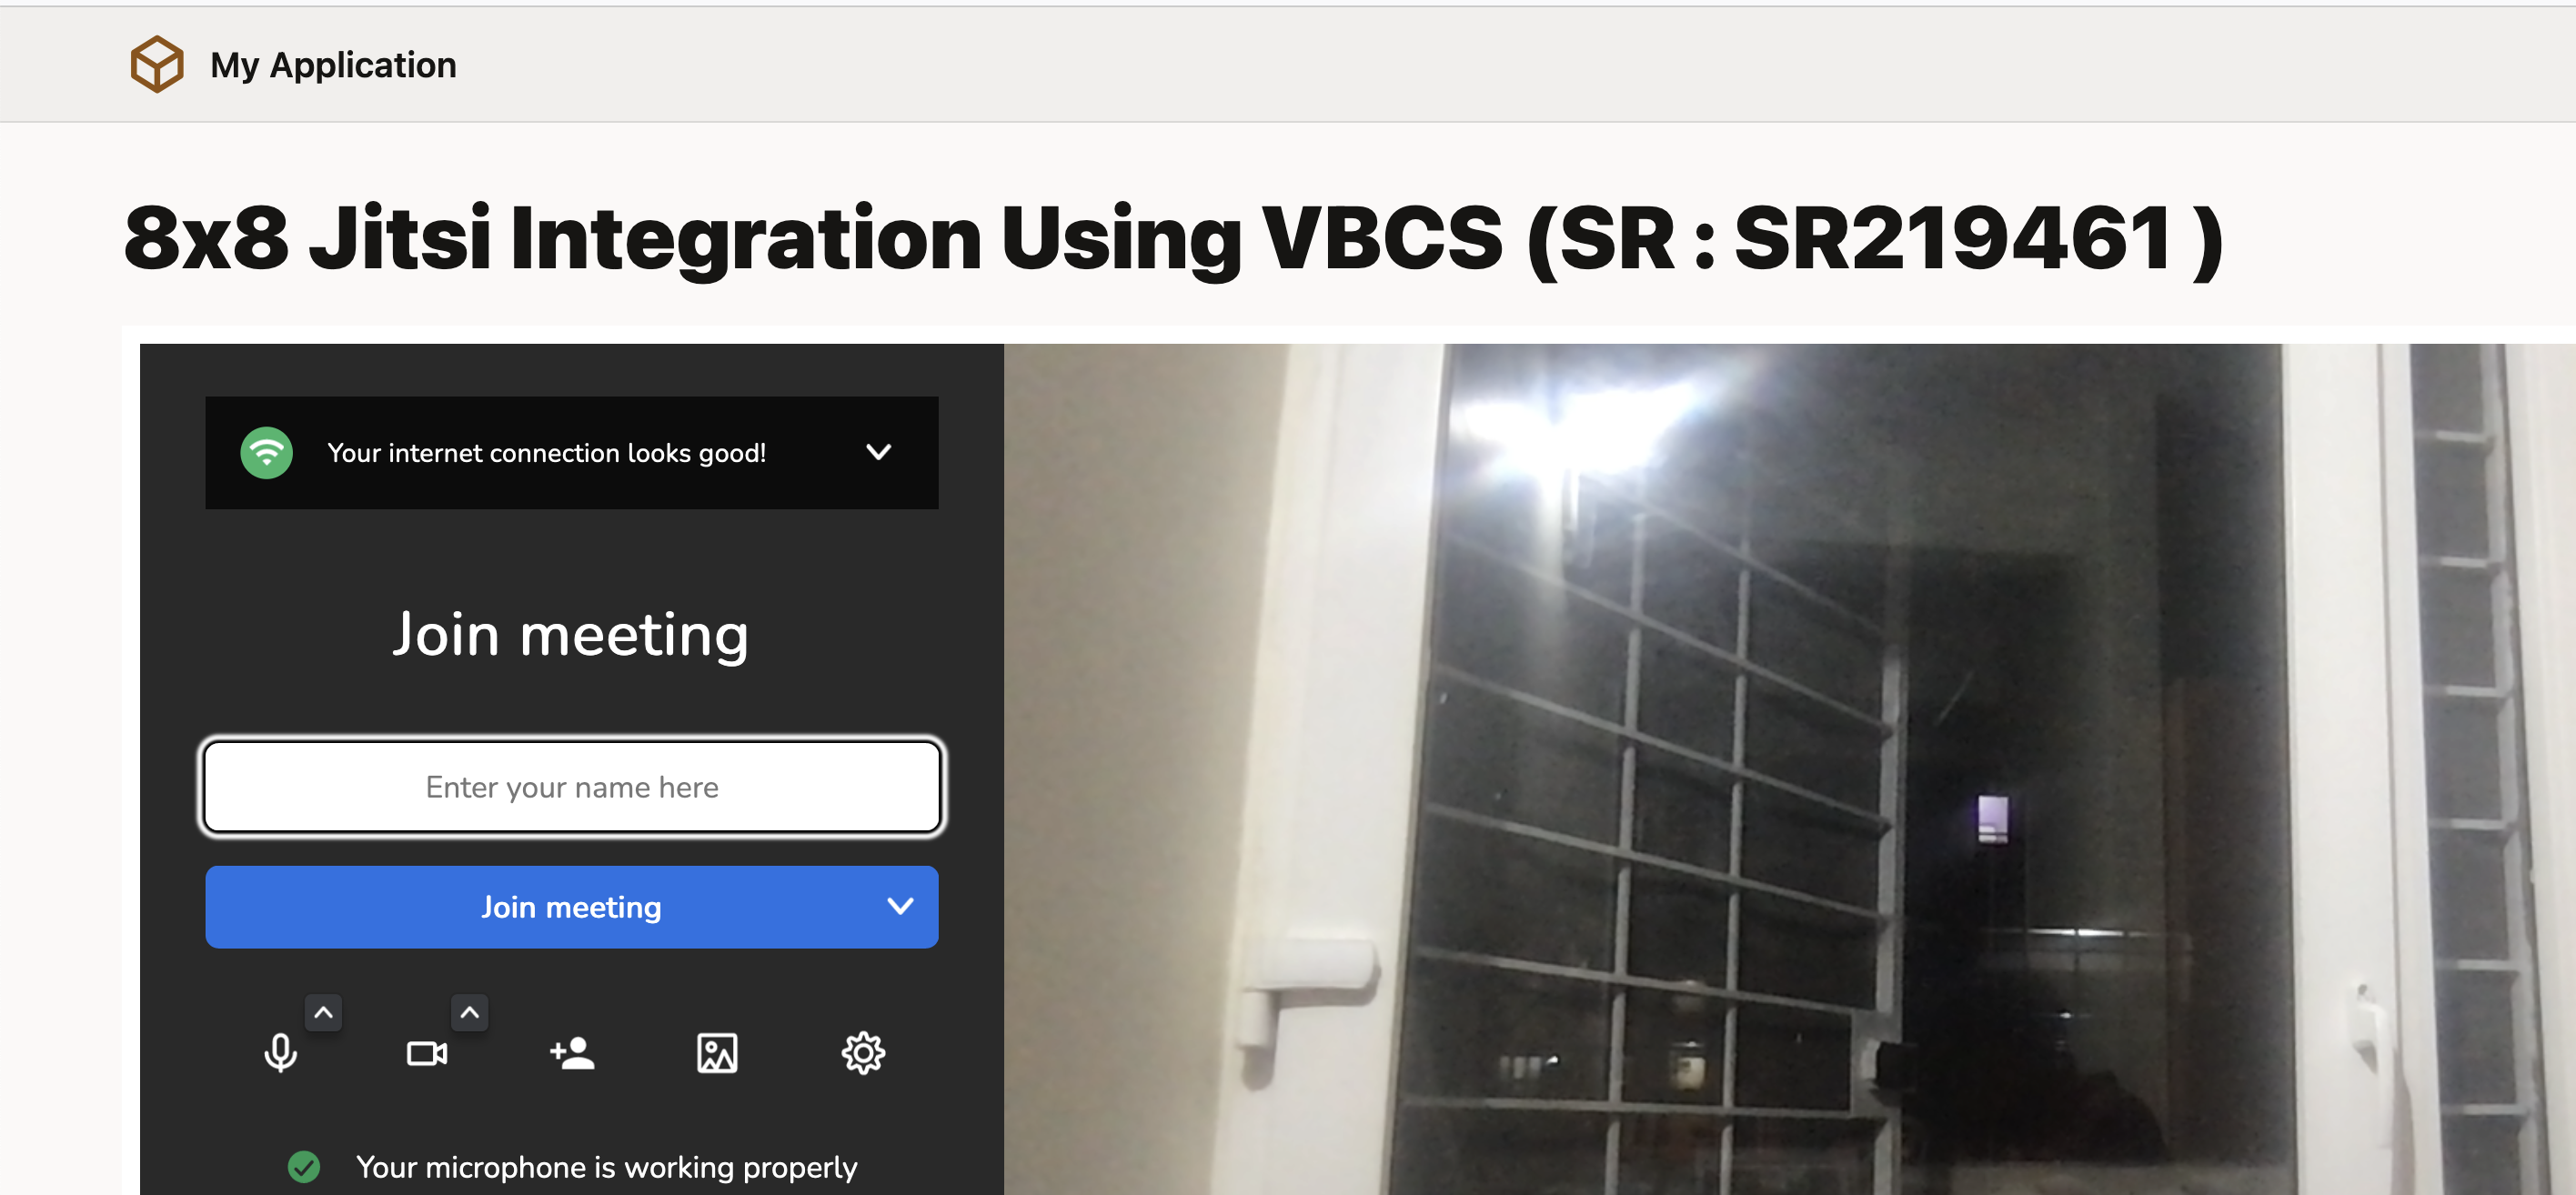 My Application
8x8 Jitsi Integration Using VBCS (SR : SR219461 )
Your internet connection looks good!
Join meeting
Enter your name here
Join meeting
Your microphone is working properly